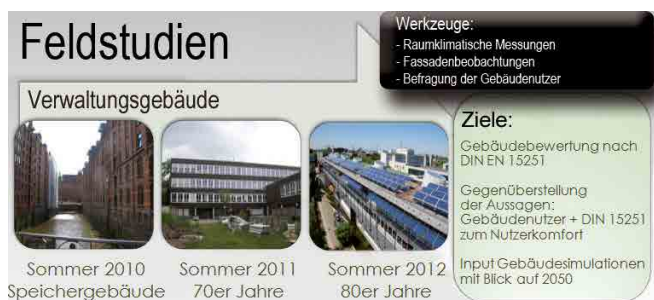 Feldstudien
Werkzeuge:
- Raumklimatische Messungen
- Fassadenbeobachtungen
- Befragung der Gebäudenutzer
Verwaltungsgebäude
Sommer 2010
Speichergebäude
Sommer 2011
70er Jahre
Sommer 2012
80er Jahre
Ziele:
Gebäudebewertung nach
DIN EN 15251
Gegenüberstellung
der Aussagen:
Gebäudenutzer + DIN 15251
zum Nutzerkomfort
Input Gebäudesimulationen
mit Blick auf 2050